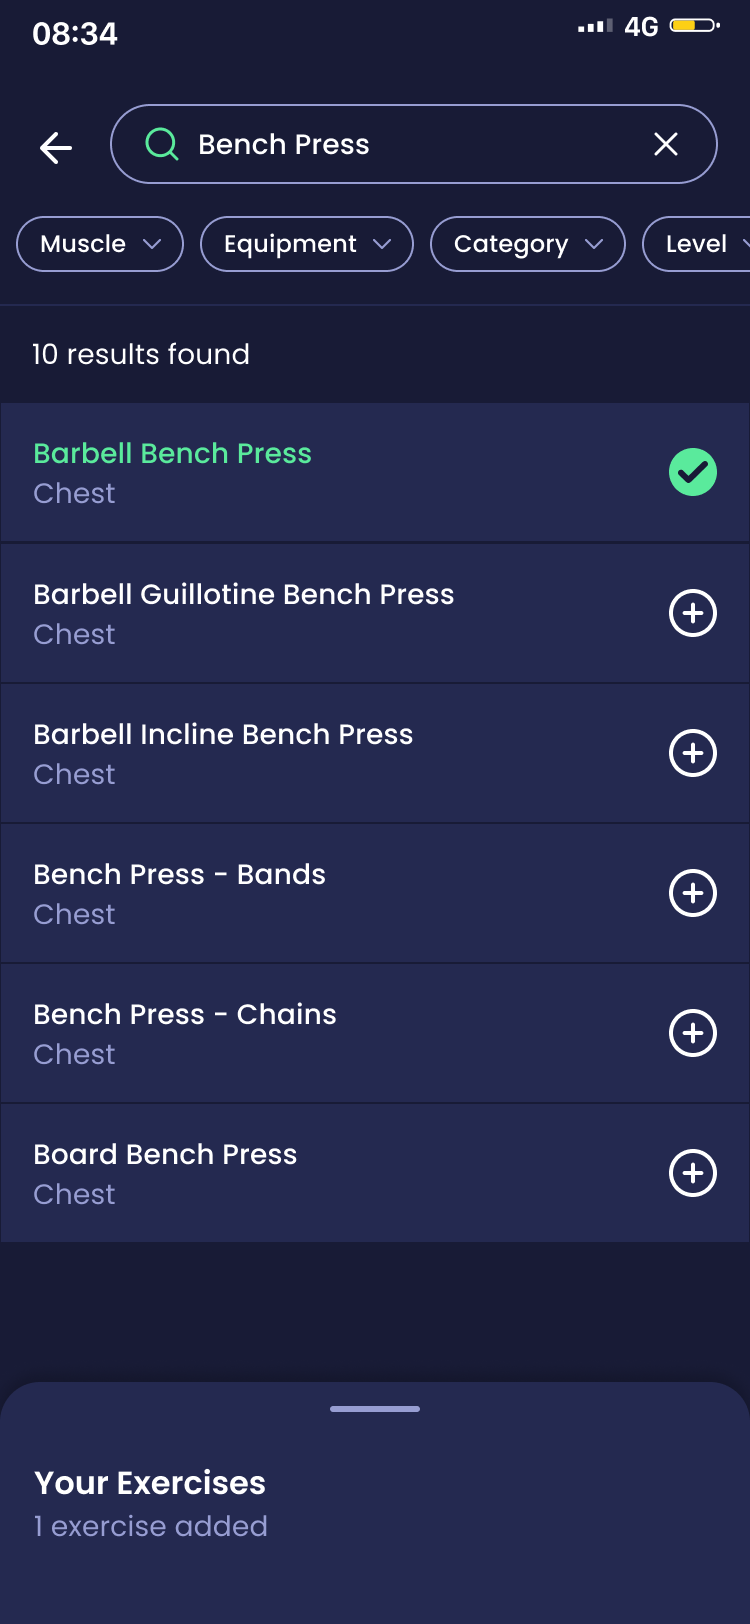 08:34
4G
Bench Press
Muscle
Equipment
Category
Level
10 results found
Barbell Bench Press
Chest
Barbell Guillotine Bench Press
Chest
Barbell Incline Bench Press
Chest
Bench Press - Bands
Chest
Bench Press - Chains
Chest
Board Bench Press
Chest
Your Exercises
1 exercise added